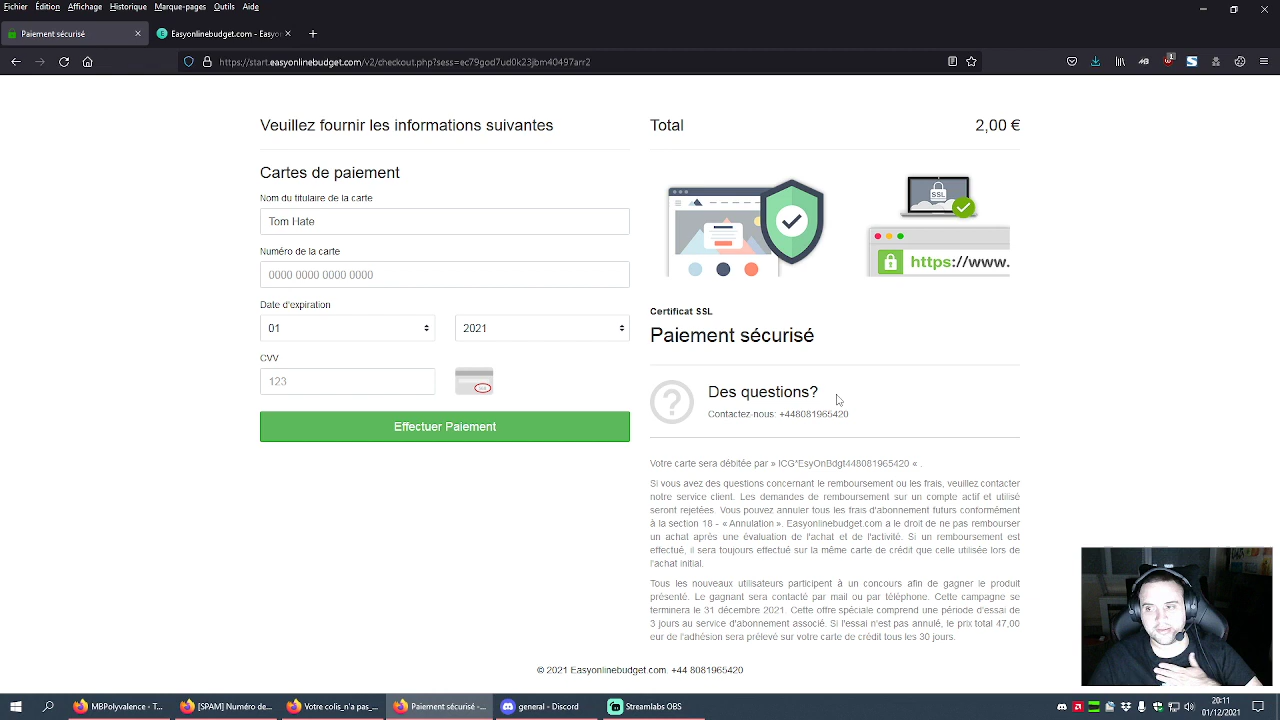 Fichier Édition Affichage Historique Marque-pages Outils Aide
Paiement sécurisé
Easyonlinebudget.com - Easyo
https://start.easyonlinebudget.com/v2/checkout.php?sess=ec79god7ud0k23jbm40497arr2
Veuillez fournir les informations suivantes
Cartes de paiement
Nom du titulaire de la carte
Tom Hate
Numéro de la carte
0000 0000 0000 0000
Date d'expiration
01 2021
CVV
123
Effectuer Paiement
Total 2,00 €
SSL
https://www.
Certificat SSL
Paiement sécurisé
?
Des questions?
Contactez-nous: +448081965420
Votre carte sera débitée par » ICG*EsyOnBdgt448081965420 « .
Si vous avez des questions concernant le remboursement ou les frais, veuillez contacter
notre service client. Les demandes de remboursement sur un compte actif et utilisé
seront rejetées. Vous pouvez annuler tous les frais d'abonnement futurs conformément
à la section 18 - « Annulation ». Easyonlinebudget.com a le droit de ne pas rembourser
un achat après une évaluation de l'achat et de l'activité. Si un remboursement est
effectué, il sera toujours effectué sur la même carte de crédit que celle utilisée lors de
l'achat initial.
Tous les nouveaux utilisateurs participent à un concours afin de gagner le produit
présenté. Le gagnant sera contacté par mail ou par téléphone. Cette campagne se
terminera le 31 décembre 2021. Cette offre spéciale comprend une période d'essai de
3 jours au service d'abonnement associé. Si l'essai n'est pas annulé, le prix total 47,00
eur de l'adhésion sera prélevé sur votre carte de crédit tous les 30 jours.
© 2021 Easyonlinebudget.com. +44 8081965420
MBPolyvalence - T...
[SPAM] Numéro de...
Votre colis_n'a pas_...
Paiement sécurisé -...
general - Discord
Streamlabs OBS
20:11
01/12/2021